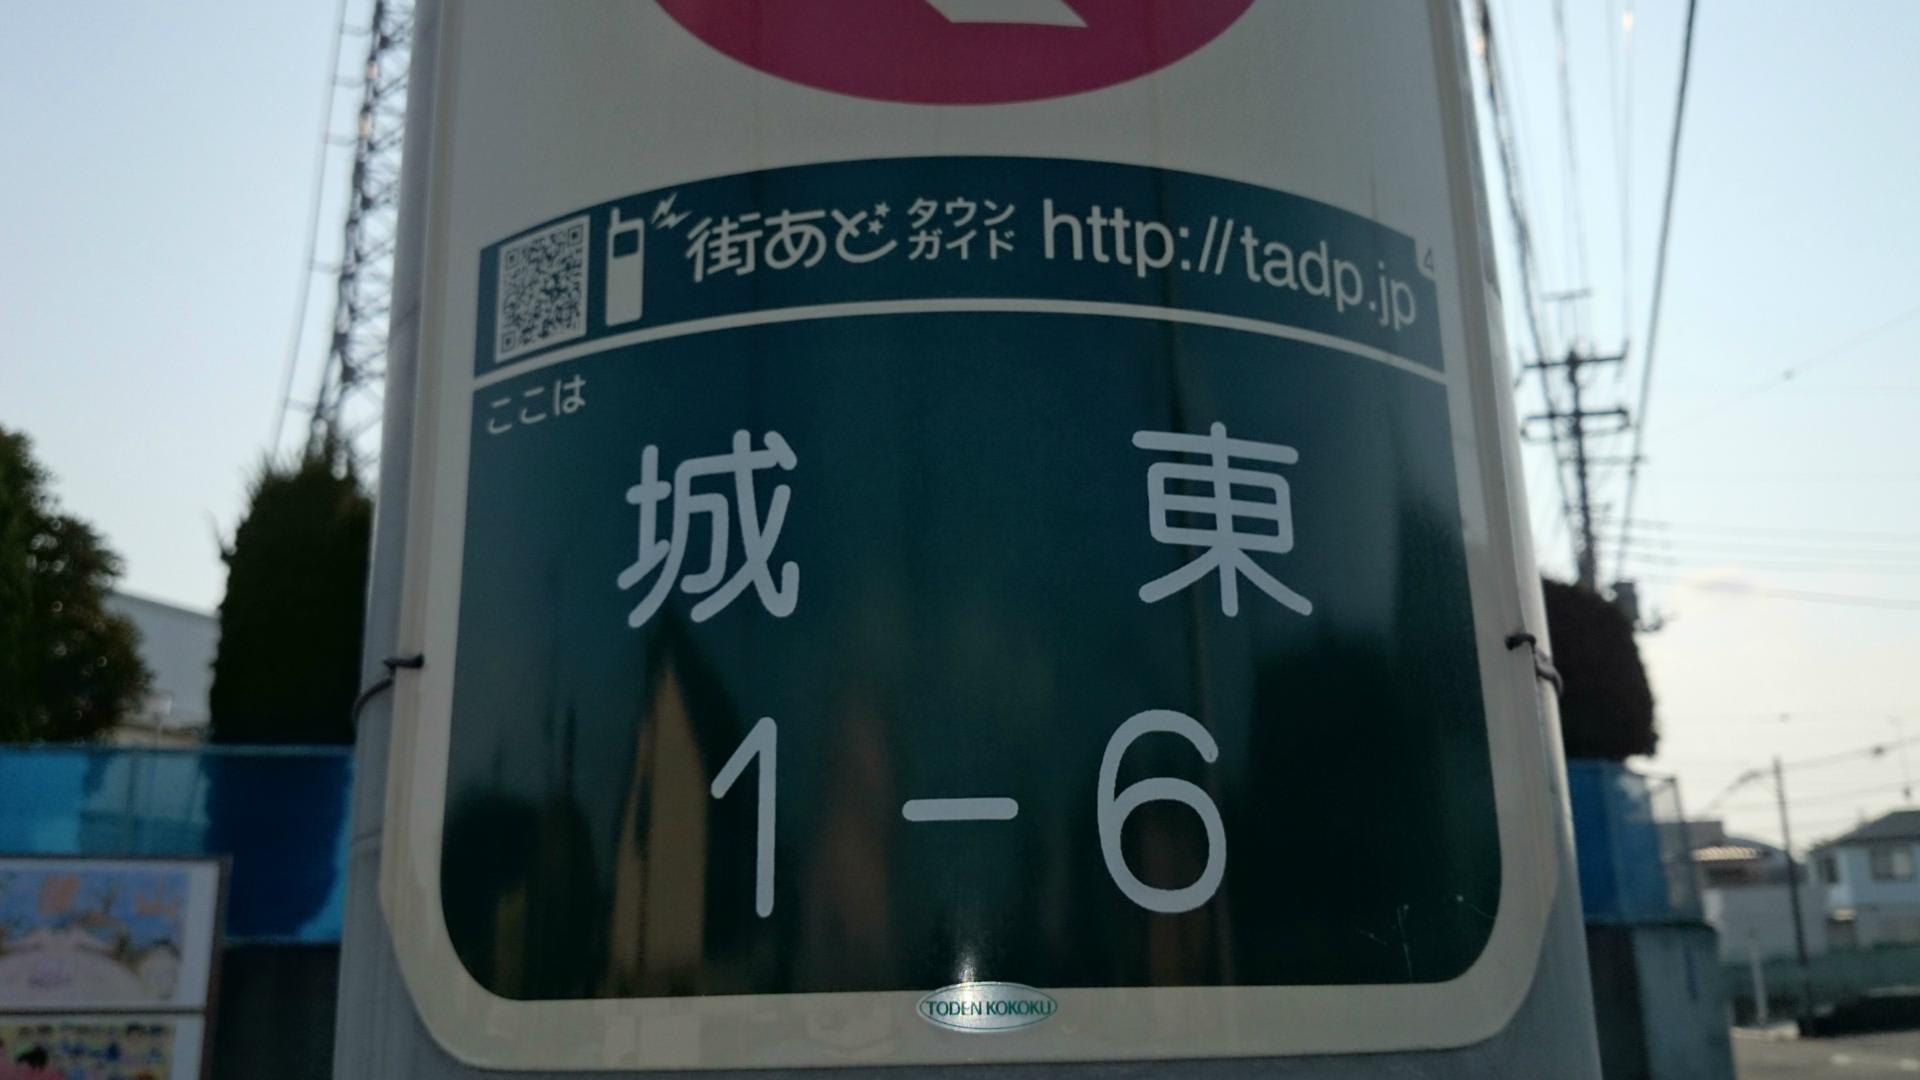 街あど タウンガイド http://tadp.jp
ここは
城 東
1-6
TODEN KOKOKU